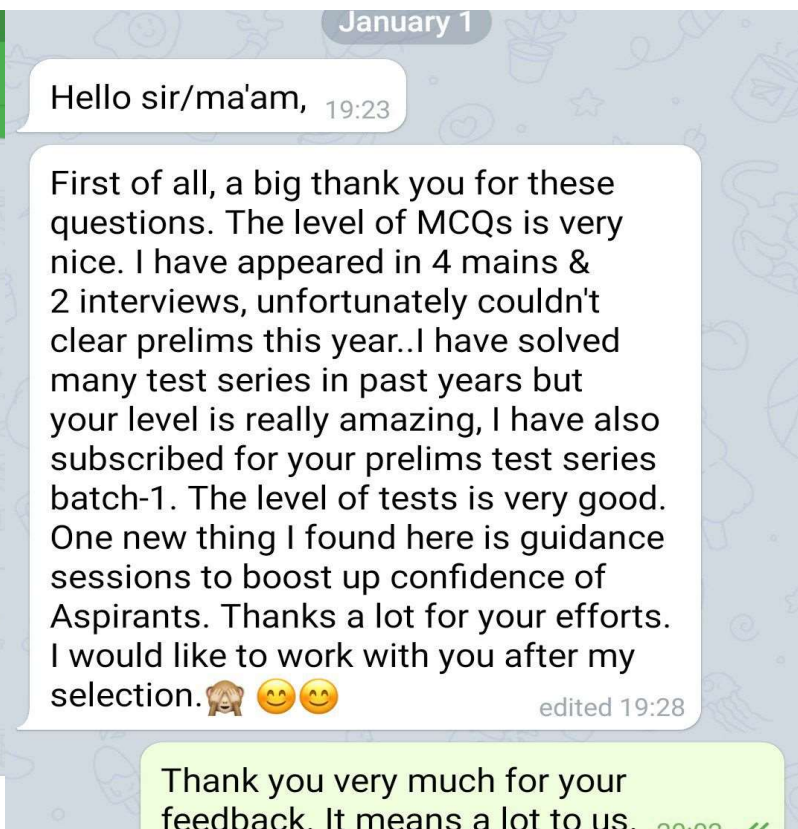 January 1
Hello sir/ma'am, 19:23
First of all, a big thank you for these
questions. The level of MCQs is very
nice. I have appeared in 4 mains &
2 interviews, unfortunately couldn't
clear prelims this year..I have solved
many test series in past years but
your level is really amazing, I have also
subscribed for your prelims test series
batch-1. The level of tests is very good.
One new thing I found here is guidance
sessions to boost up confidence of
Aspirants. Thanks a lot for your efforts.
I would like to work with you after my
selection.🙈 😊😊 edited 19:28
Thank you very much for your
feedback. It means a lot to us.